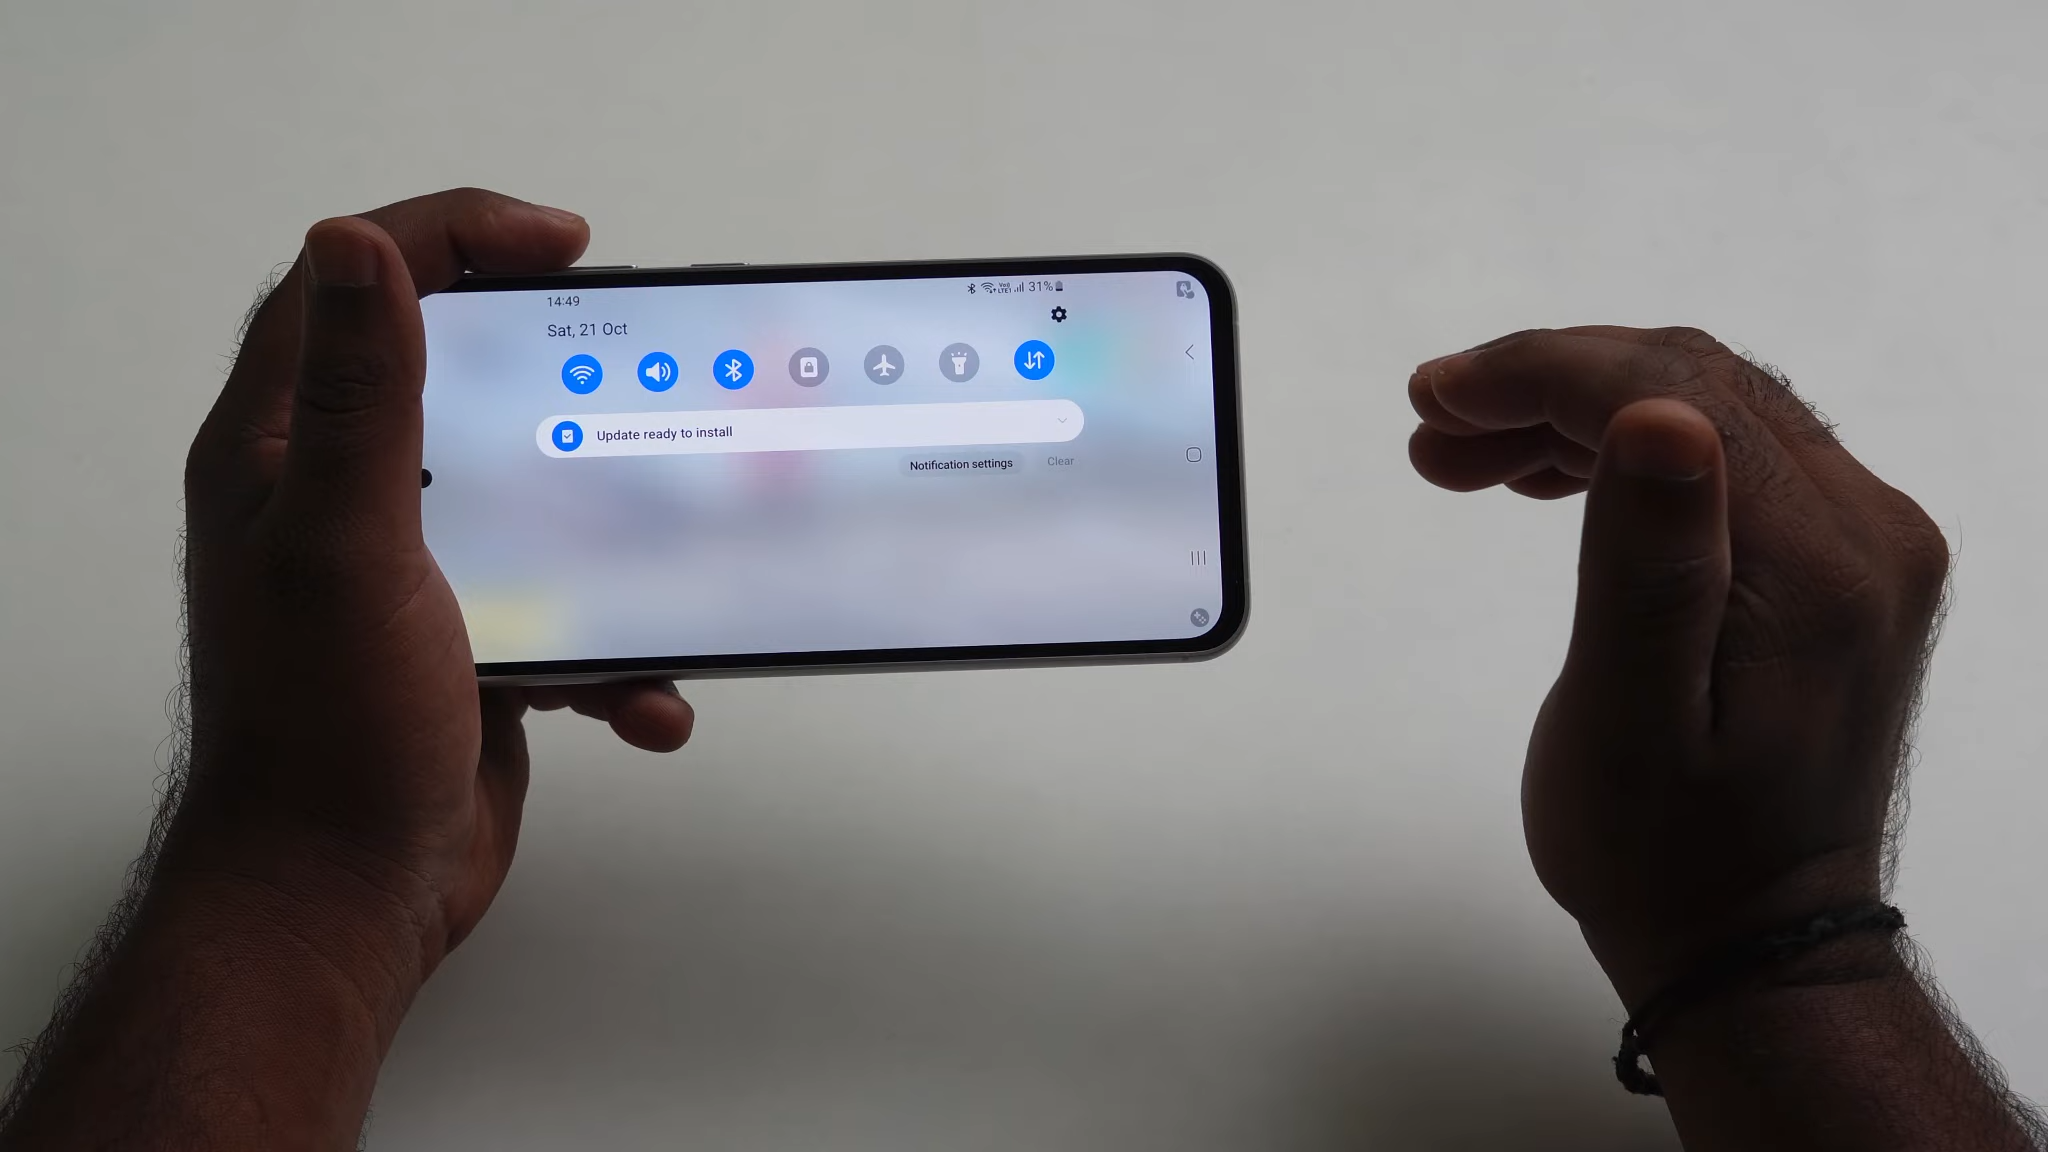 14:49
31%
Sat, 21 Oct
Update ready to install
Notification settings
Clear